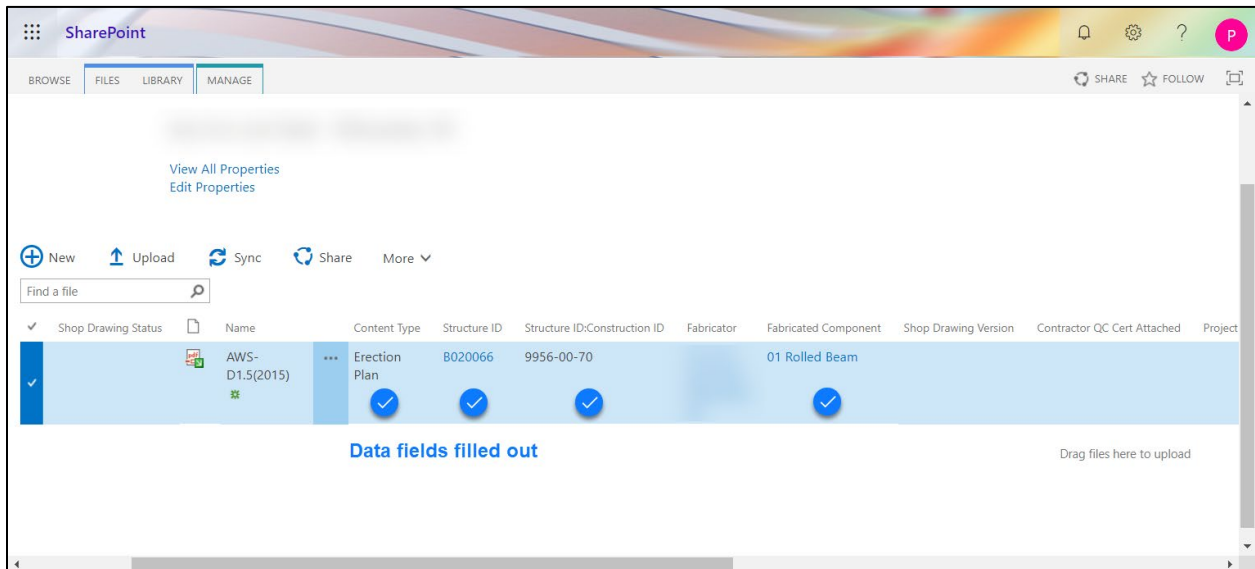 SharePoint
P
BROWSE FILES LIBRARY MANAGE SHARE FOLLOW
View All Properties
Edit Properties
New Upload Sync Share More
Find a file
Shop Drawing Status Name Content Type Structure ID Structure ID:Construction ID Fabricator Fabricated Component Shop Drawing Version Contractor QC Cert Attached Project
AWS- ... Erection B020066 9956-00-70 01 Rolled Beam
D1.5(2015) Plan
Data fields filled out
Drag files here to upload